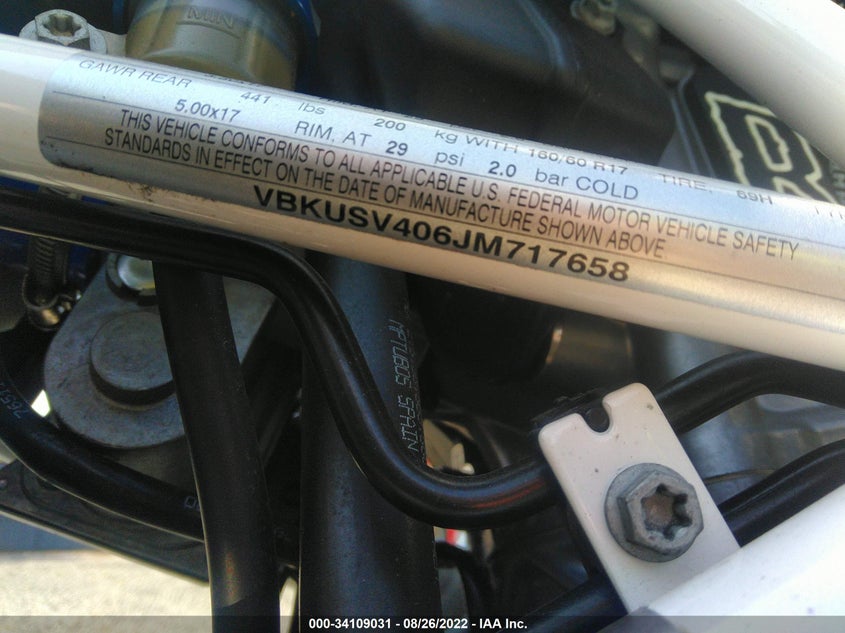 MIN
GAWR REAR 441 lbs 200 kg WITH 160/60 R17 TIRE, 69H
5,00x17 RIM, AT 29 psi 2.0 bar COLD
THIS VEHICLE CONFORMS TO ALL APPLICABLE U.S. FEDERAL MOTOR VEHICLE SAFETY
STANDARDS IN EFFECT ON THE DATE OF MANUFACTURE SHOWN ABOVE
VBKUSV406JM717658
MFTUBOS SPAIN
000-34109031 - 08/26/2022 - IAA Inc.